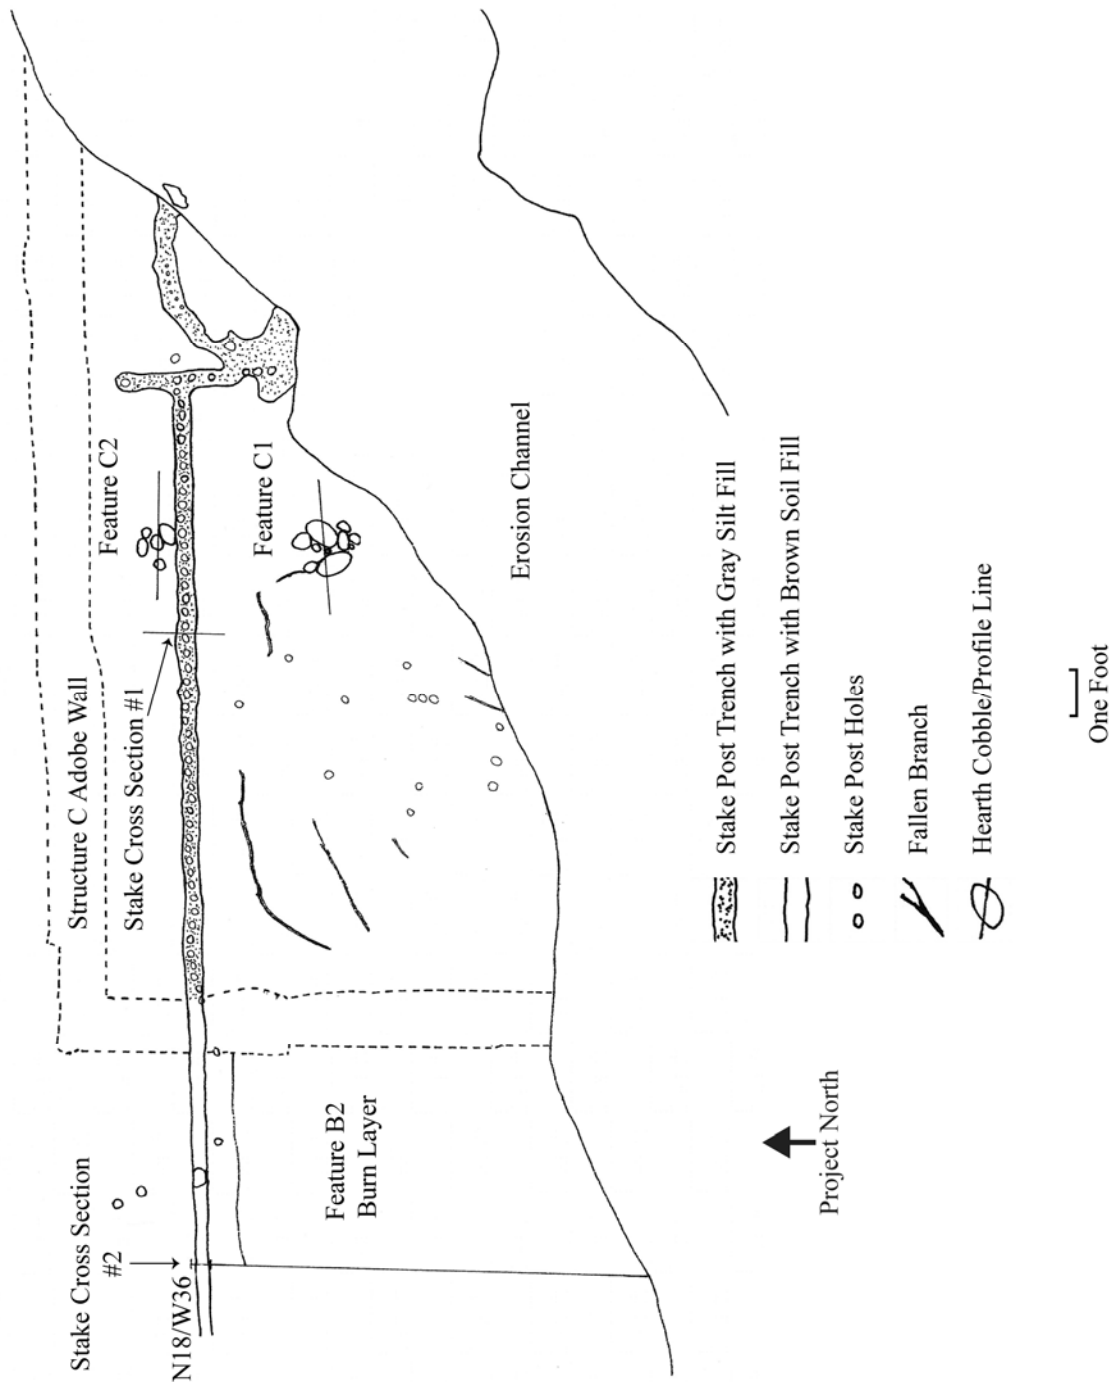 Stake Cross Section
#2
N18/W36
Structure C Adobe Wall
Stake Cross Section #1
Feature C2
Feature C1
Feature B2
Burn Layer
Erosion Channel
Project North
Stake Post Trench with Gray Silt Fill
Stake Post Trench with Brown Soil Fill
Stake Post Holes
Fallen Branch
Hearth Cobble/Profile Line
One Foot